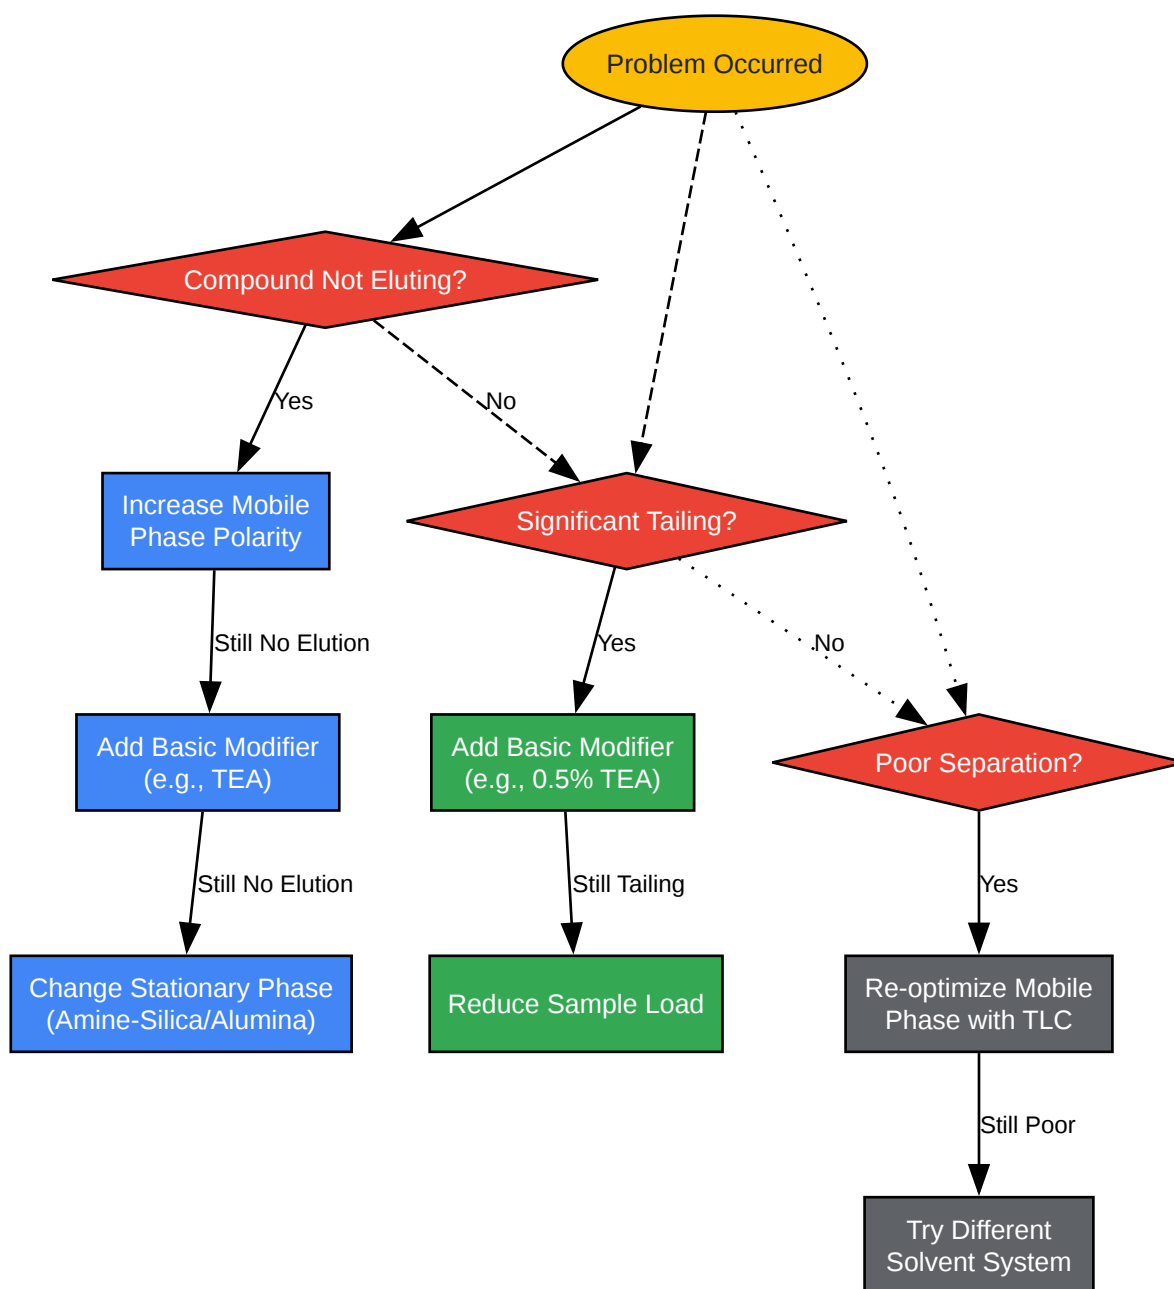 Problem Occurred
Compound Not Eluting?
Yes
No
Increase Mobile
Phase Polarity
Significant Tailing?
Still No Elution
Yes
No
Add Basic Modifier
(e.g., TEA)
Add Basic Modifier
(e.g., 0.5% TEA)
Poor Separation?
Still No Elution
Still Tailing
Yes
Change Stationary Phase
(Amine-Silica/Alumina)
Reduce Sample Load
Re-optimize Mobile
Phase with TLC
Still Poor
Try Different
Solvent System